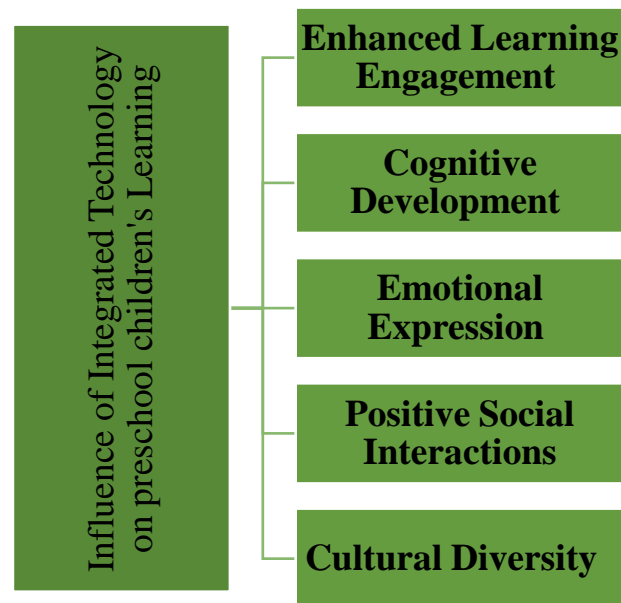 Influence of Integrated Technology
on preschool children's Learning
Enhanced Learning
Engagement
Cognitive
Development
Emotional
Expression
Positive Social
Interactions
Cultural Diversity